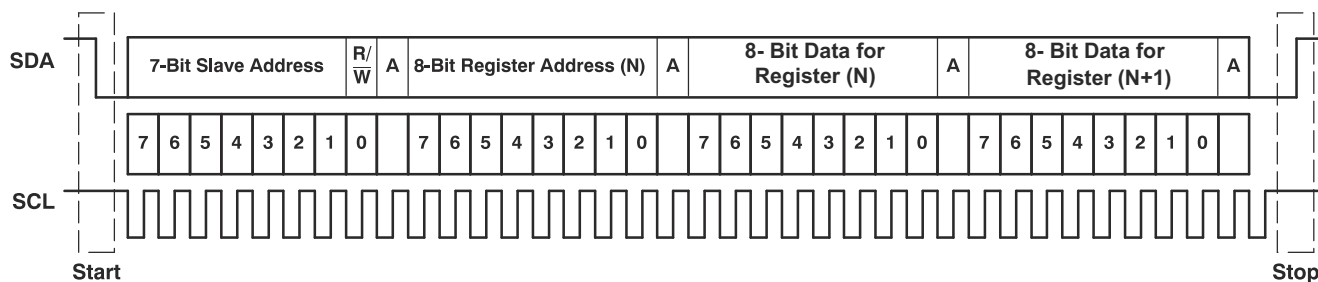 SDA
7-Bit Slave Address
R/
W
A
8-Bit Register Address (N)
A
8- Bit Data for
Register (N)
A
8- Bit Data for
Register (N+1)
A
7 6 5 4 3 2 1 0 7 6 5 4 3 2 1 0 7 6 5 4 3 2 1 0 7 6 5 4 3 2 1 0
SCL
Start
Stop